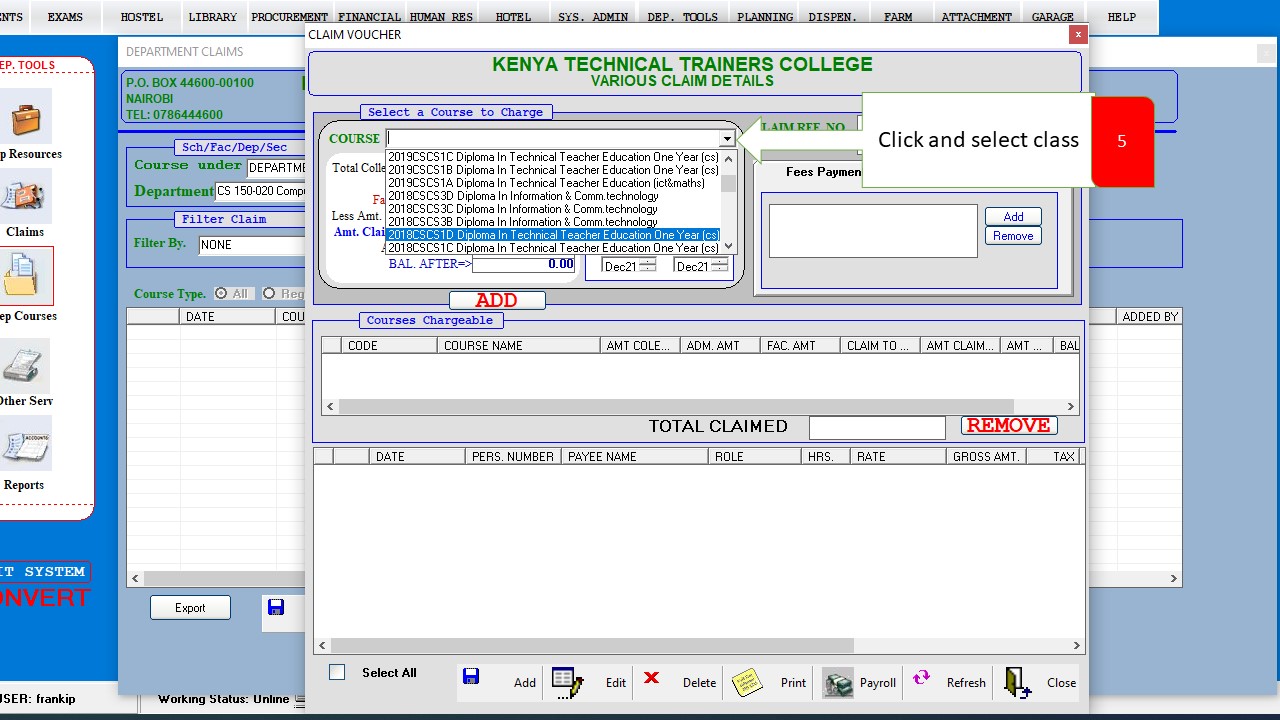 ENTS EXAMS HOSTEL LIBRARY PROCUREMENT FINANCIAL HUMAN RES HOTEL SYS. ADMIN DEP. TOOLS PLANNING DISPEN. FARM ATTACHMENT GARAGE HELP
CLAIM VOUCHER x
DEPARTMENT CLAIMS
KENYA TECHNICAL TRAINERS COLLEGE
VARIOUS CLAIM DETAILS
EP. TOOLS
P.O. BOX 44600-00100
NAIROBI
TEL: 0786444600
p Resources
Claims
ep Courses
Other Serv
Reports
IT SYSTEM
ONVERT
Sch/Fac/Dep/Sec
Course under DEPARTME
Department CS 150-020 Compu
Filter Claim
Filter By. NONE
Course Type. All Reg
DATE COU
ADDED BY
Export
Select a Course to Charge
COURSE
CLAIM REF. NO
Click and select class 5
2019CSCS1C Diploma In Technical Teacher Education One Year (cs)
2019CSCS1B Diploma In Technical Teacher Education One Year (cs)
2019CSCS1A Diploma In Technical Teacher Education (ict&maths)
2018CSCS3D Diploma In Information & Comm.technology
2018CSCS3C Diploma In Information & Comm.technology
2018CSCS3B Diploma In Information & Comm.technology
2018CSCS1D Diploma In Technical Teacher Education One Year (cs)
2018CSCS1C Diploma In Technical Teacher Education One Year (cs)
Total Colle
Fa
Less Amt.
Amt. Clai
BAL. AFTER=> 0.00
Dec21 Dec21
Fees Paymen
Add
Remove
ADD
Courses Chargeable
CODE COURSE NAME AMT COLE... ADM. AMT FAC. AMT CLAIM TO ... AMT CLAIM... AMT ... BAL
TOTAL CLAIMED REMOVE
DATE PERS. NUMBER PAYEE NAME ROLE HRS. RATE GROSS AMT. TAX
Select All
Add Edit Delete Print Payroll Refresh Close
USER: frankip Working Status: Online